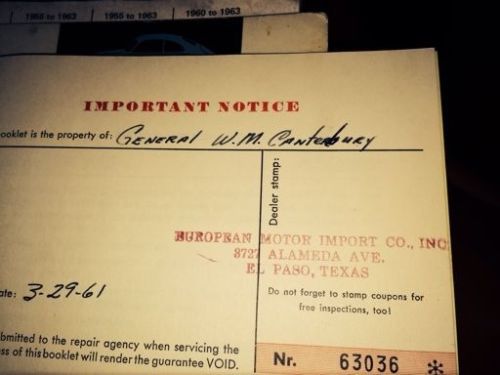 1956 to 1963 1955 to 1963 1960 to 1963
IMPORTANT NOTICE
ooklet is the property of: General W.M. Canterbury
Dealer stamp:
EUROPEAN MOTOR IMPORT CO., INC
3727 ALAMEDA AVE.
EL PASO, TEXAS
ate: 3-29-61
Do not forget to stamp coupons for
free inspections, too!
bmitted to the repair agency when servicing the
ss of this booklet will render the guarantee VOID.
Nr. 63036 *